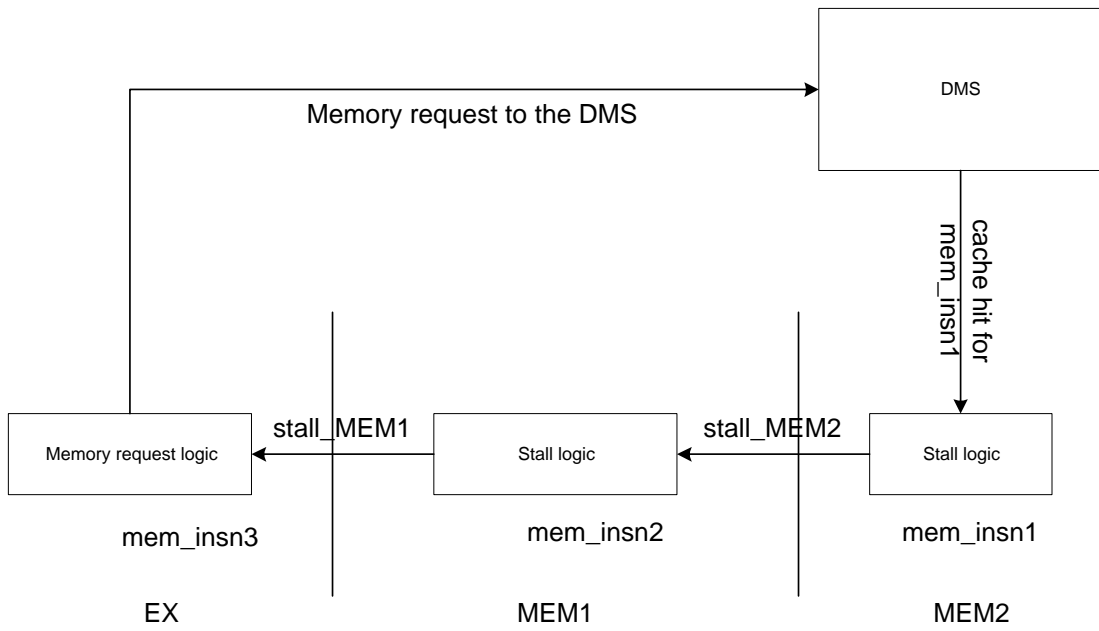 DMS
Memory request to the DMS
cache hit for
mem_insn1
stall_MEM1
stall_MEM2
Memory request logic
Stall logic
Stall logic
mem_insn3
mem_insn2
mem_insn1
EX
MEM1
MEM2